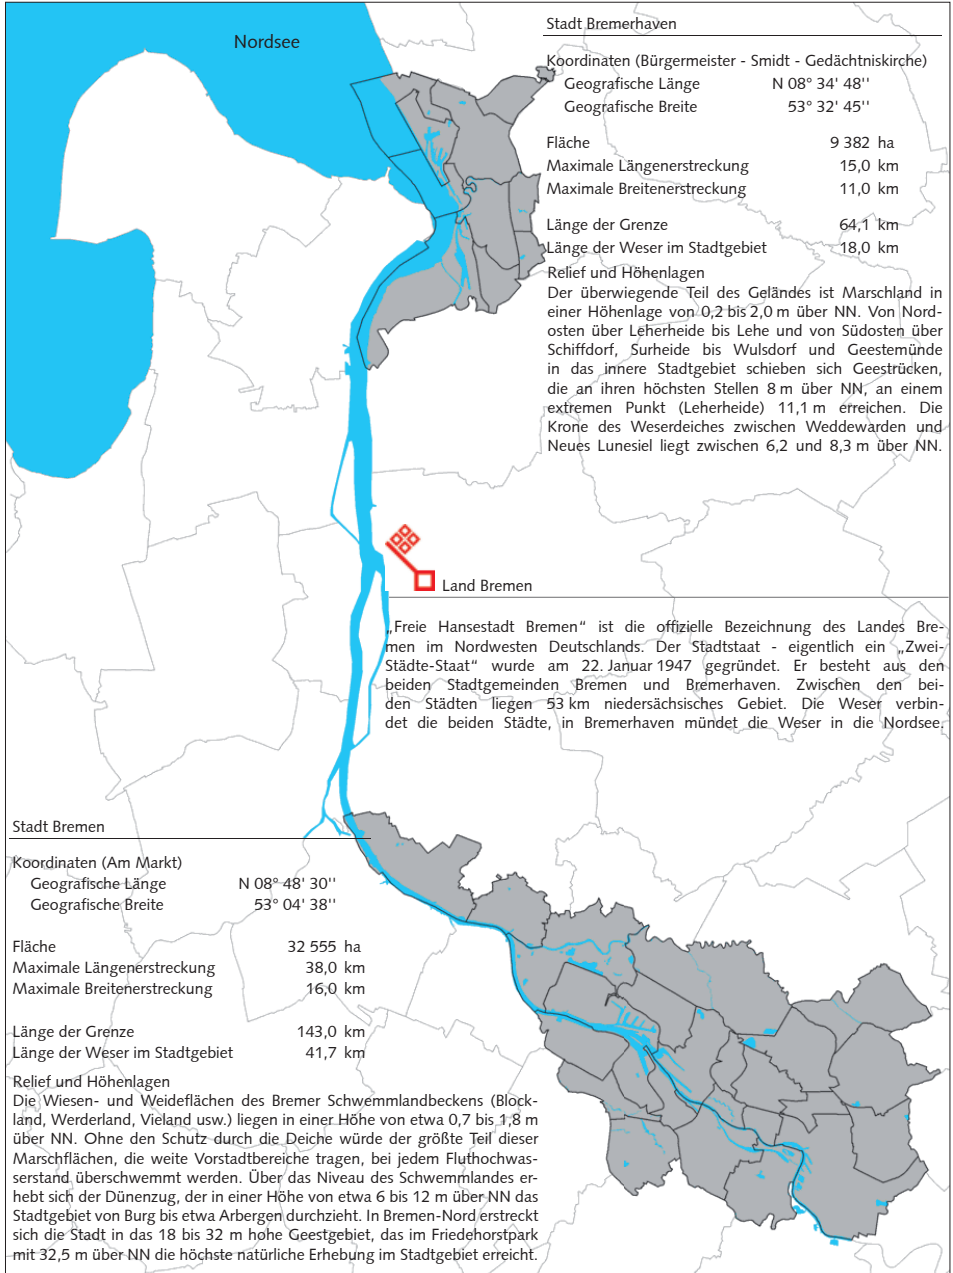 Nordsee
Stadt Bremerhaven
Koordinaten (Bürgermeister - Smidt - Gedächtniskirche)
Geografische Länge N 08° 34' 48''
Geografische Breite 53° 32' 45''
Fläche 9 382 ha
Maximale Längenerstreckung 15,0 km
Maximale Breitenerstreckung 11,0 km
Länge der Grenze 64,1 km
Länge der Weser im Stadtgebiet 18,0 km
Relief und Höhenlagen
Der überwiegende Teil des Geländes ist Marschland in
einer Höhenlage von 0,2 bis 2,0 m über NN. Von Nord-
osten über Leherheide bis Lehe und von Südosten über
Schiffdorf, Surheide bis Wulsdorf und Geestemünde
in das innere Stadtgebiet schieben sich Geestrücken,
die an ihren höchsten Stellen 8 m über NN, an einem
extremen Punkt (Leherheide) 11,1 m erreichen. Die
Krone des Weserdeiches zwischen Weddewarden und
Neues Lunesiel liegt zwischen 6,2 und 8,3 m über NN.
Land Bremen
„Freie Hansestadt Bremen“ ist die offizielle Bezeichnung des Landes Bre-
men im Nordwesten Deutschlands. Der Stadtstaat - eigentlich ein „Zwei-
Städte-Staat“ wurde am 22. Januar 1947 gegründet. Er besteht aus den
beiden Stadtgemeinden Bremen und Bremerhaven. Zwischen den bei-
den Städten liegen 53 km niedersächsisches Gebiet. Die Weser verbin-
det die beiden Städte, in Bremerhaven mündet die Weser in die Nordsee.
Stadt Bremen
Koordinaten (Am Markt)
Geografische Länge N 08° 48' 30''
Geografische Breite 53° 04' 38''
Fläche 32 555 ha
Maximale Längenerstreckung 38,0 km
Maximale Breitenerstreckung 16,0 km
Länge der Grenze 143,0 km
Länge der Weser im Stadtgebiet 41,7 km
Relief und Höhenlagen
Die Wiesen- und Weideflächen des Bremer Schwemmlandbeckens (Block-
land, Werderland, Vieland usw.) liegen in einer Höhe von etwa 0,7 bis 1,8 m
über NN. Ohne den Schutz durch die Deiche würde der größte Teil dieser
Marschflächen, die weite Vorstadtbereiche tragen, bei jedem Fluthochwas-
serstand überschwemmt werden. Über das Niveau des Schwemmlandes er-
hebt sich der Dünenzug, der in einer Höhe von etwa 6 bis 12 m über NN das
Stadtgebiet von Burg bis etwa Arbergen durchzieht. In Bremen-Nord erstreckt
sich die Stadt in das 18 bis 32 m hohe Geestgebiet, das im Friedehorstpark
mit 32,5 m über NN die höchste natürliche Erhebung im Stadtgebiet erreicht.